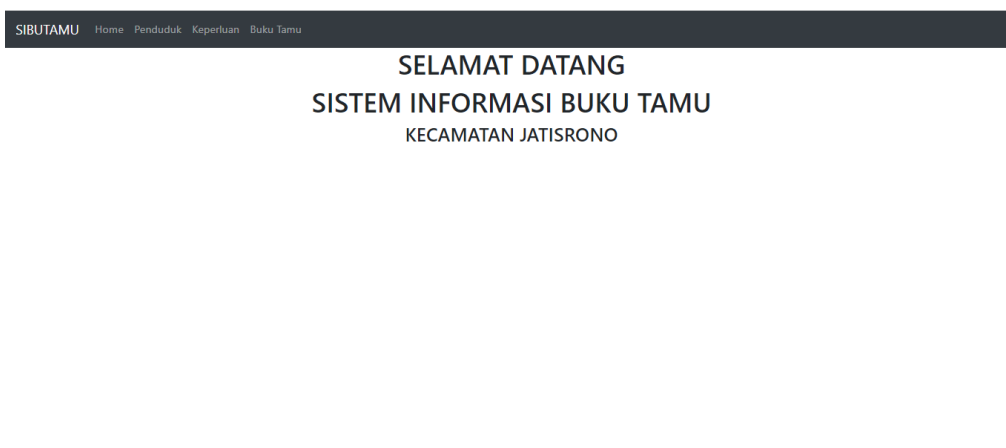 SIBUTAMU Home Penduduk Keperluan Buku Tamu
SELAMAT DATANG
SISTEM INFORMASI BUKU TAMU
KECAMATAN JATISRONO